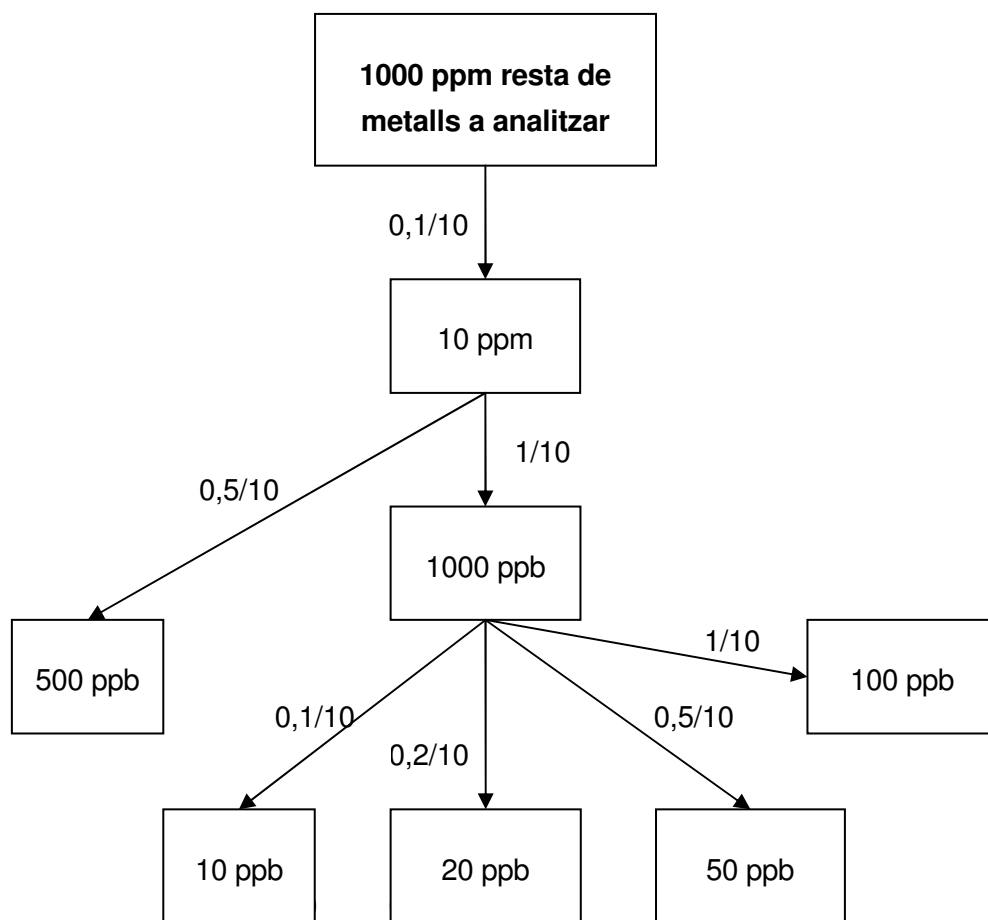 1000 ppm resta de
metalls a analitzar
0,1/10
10 ppm
1/10
0,5/10
1000 ppb
1/10
500 ppb
100 ppb
0,1/10
0,5/10
0,2/10
10 ppb
20 ppb
50 ppb